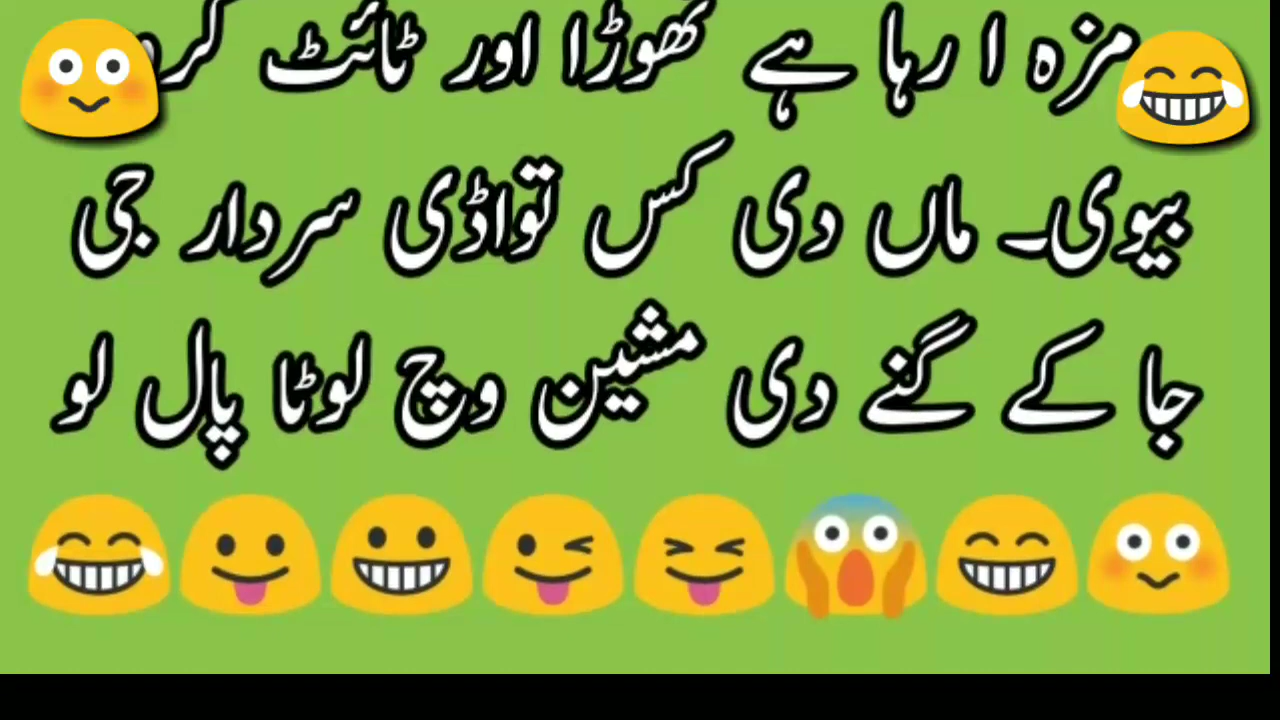 مزہ ا رہا ہے تھوڑا اور ٹائٹ کرو
بیوی۔ ماں دی کس تواڈی سردار جی
جا کے گنے دی مشین وچ لوٹا پال لو